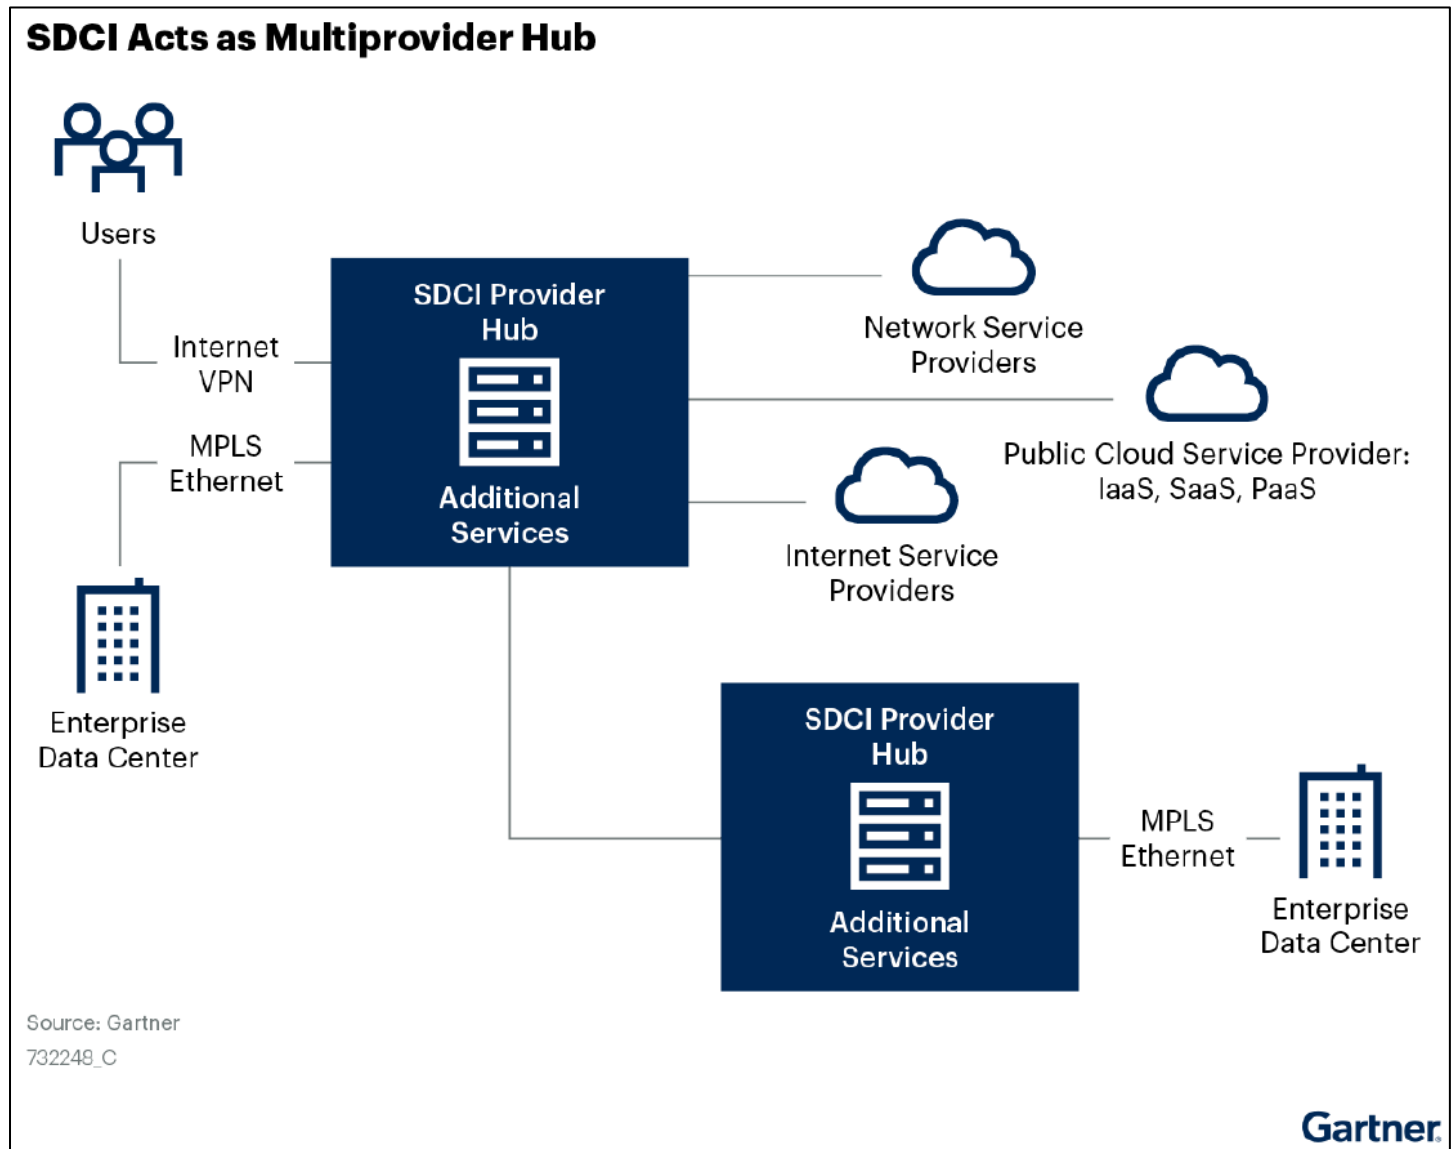 SDCI Acts as Multiprovider Hub
Users
Internet
VPN
MPLS
Ethernet
Enterprise
Data Center
SDCI Provider
Hub
Additional
Services
Network Service
Providers
Public Cloud Service Provider:
IaaS, SaaS, PaaS
Internet Service
Providers
SDCI Provider
Hub
Additional
Services
MPLS
Ethernet
Enterprise
Data Center
Source: Gartner
732248_C
Gartner